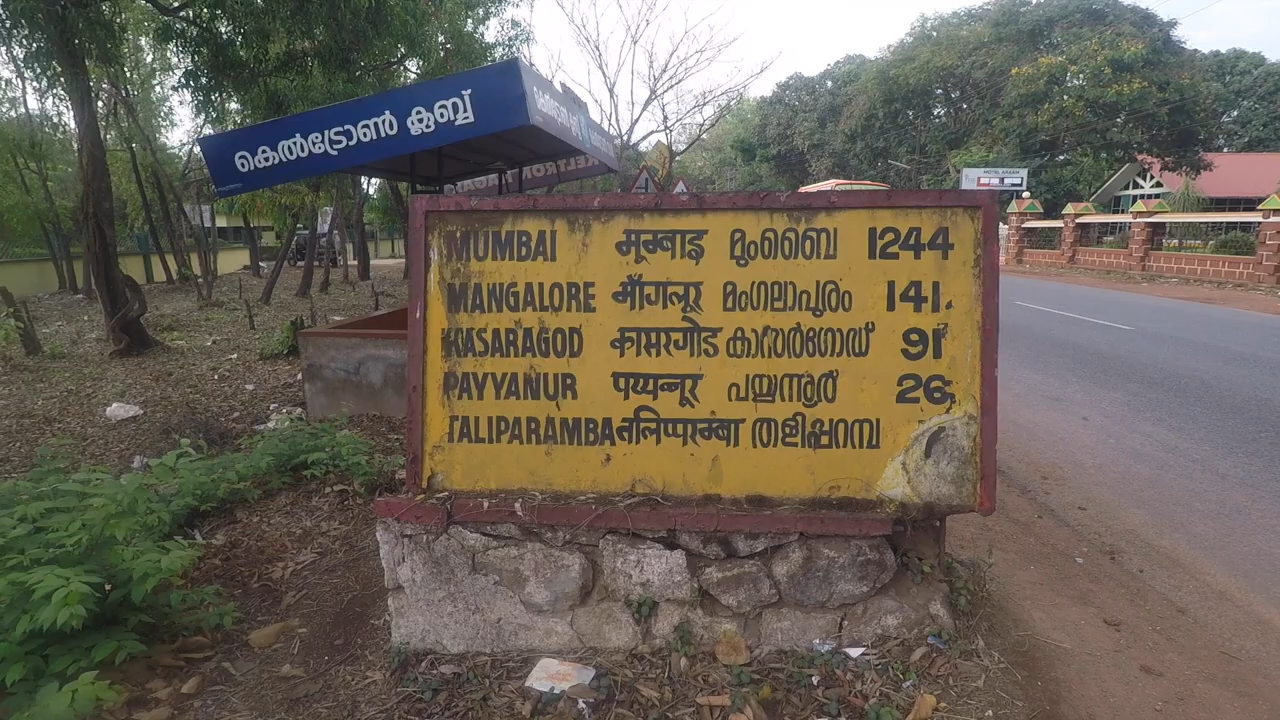 കെൽട്രോൺ ക്ലബ്ബ്
MUMBAI मुम्बाइ മുംബൈ 1244
MANGALORE माँगलूर മംഗലാപുരം 141
KASARAGOD कासरगोड കാസർഗോഡ് 91
PAYYANUR पय्यन्नूर പയ്യന്നൂർ 26
TALIPARAMBA तलिप्परम्बा തളിപ്പറമ്പ